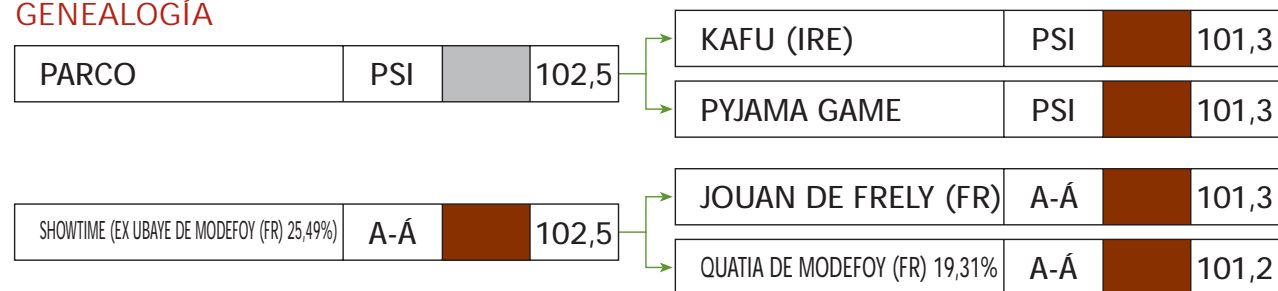 GENEALOGÍA
PARCO PSI 102,5
KAFU (IRE) PSI 101,3
PYJAMA GAME PSI 101,3
SHOWTIME (EX UBAYE DE MODEFOY (FR) 25,49%) A-Á 102,5
JOUAN DE FRELY (FR) A-Á 101,3
QUATIA DE MODEFOY (FR) 19,31% A-Á 101,2